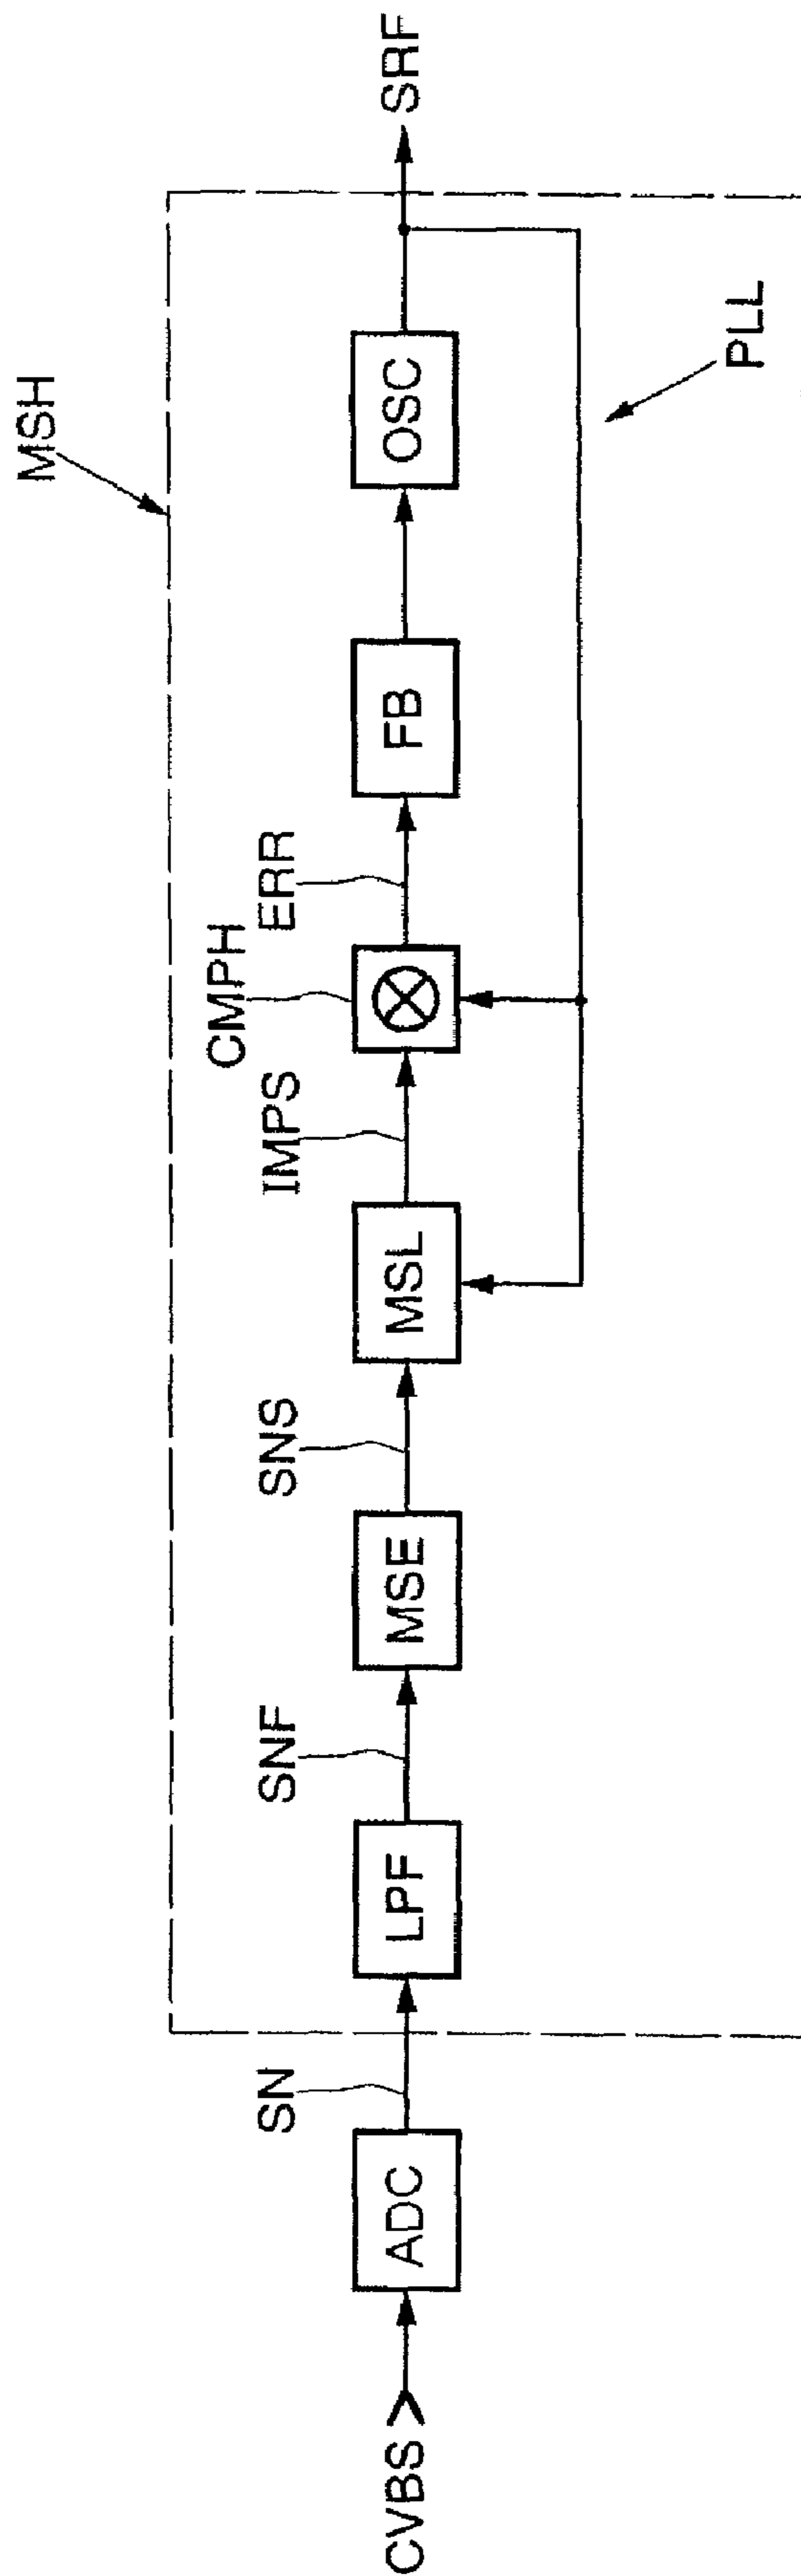 MSH
CVBS
ADC
SN
LPF
SNF
MSE
SNS
MSL
IMPS
CMPH
ERR
FB
OSC
SRF
PLL